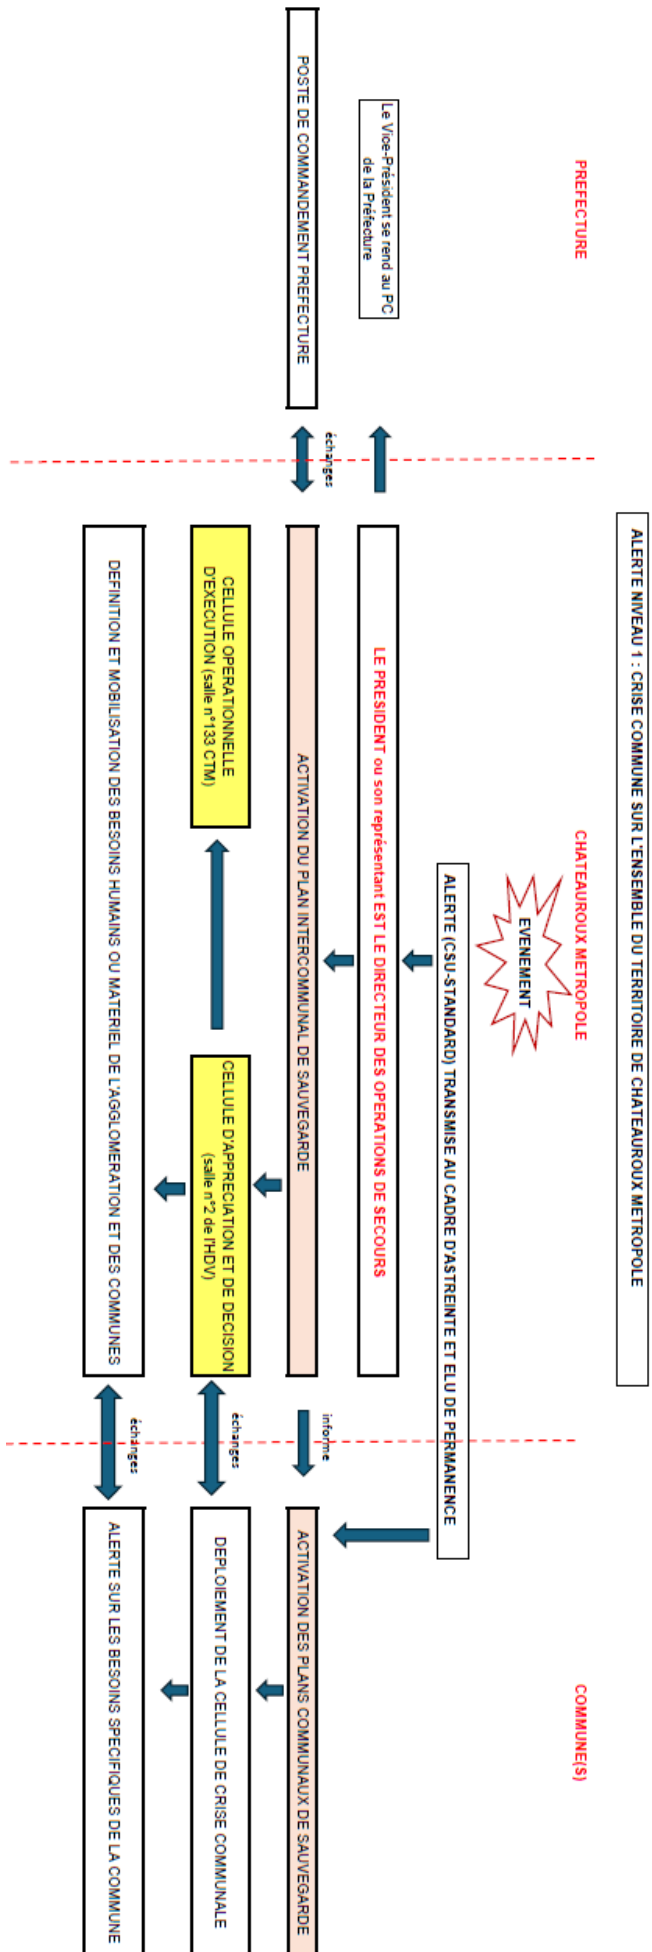 ALERTE NIVEAU 1 : CRISE COMMUNE SUR L'ENSEMBLE DU TERRITOIRE DE CHATEAUROUX METROPOLE
PREFECTURE
CHATEAUROUX METROPOLE
COMMUNE(S)
EVENEMENT
ALERTE (CSU-STANDARD) TRANSMISE AU CADRE D'ASTREINTE ET ELU DE PERMANENCE
Le Vice-Président se rend au PC
de la Préfecture
LE PRESIDENT ou son représentant EST LE DIRECTEUR DES OPERATIONS DE SECOURS
POSTE DE COMMANDEMENT PREFECTURE
échanges
ACTIVATION DU PLAN INTERCOMMUNAL DE SAUVEGARDE
informe
ACTIVATION DES PLANS COMMUNAUX DE SAUVEGARDE
CELLULE OPERATIONNELLE
D'EXECUTION (salle n°133 CTM)
CELLULE D'APPRECIATION ET DE DECISION
(salle n°2 de l'HDV)
échanges
DEPLOIEMENT DE LA CELLULE DE CRISE COMMUNALE
DEFINITION ET MOBILISATION DES BESOINS HUMAINS OU MATERIEL DE L'AGGLOMERATION ET DES COMMUNES
échanges
ALERTE SUR LES BESOINS SPECIFIQUES DE LA COMMUNE